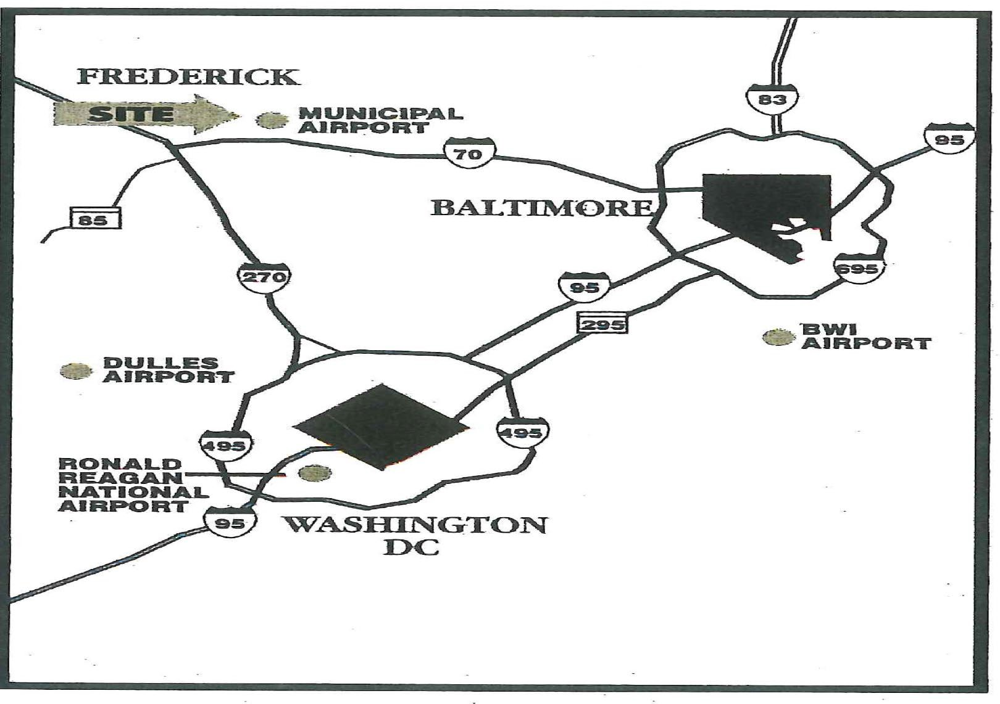 FREDERICK
SITE
MUNICIPAL
AIRPORT
83
95
70
BALTIMORE
85
270
95
695
295
BWI
AIRPORT
DULLES
AIRPORT
495
495
RONALD
REAGAN
NATIONAL
AIRPORT
95
WASHINGTON
DC